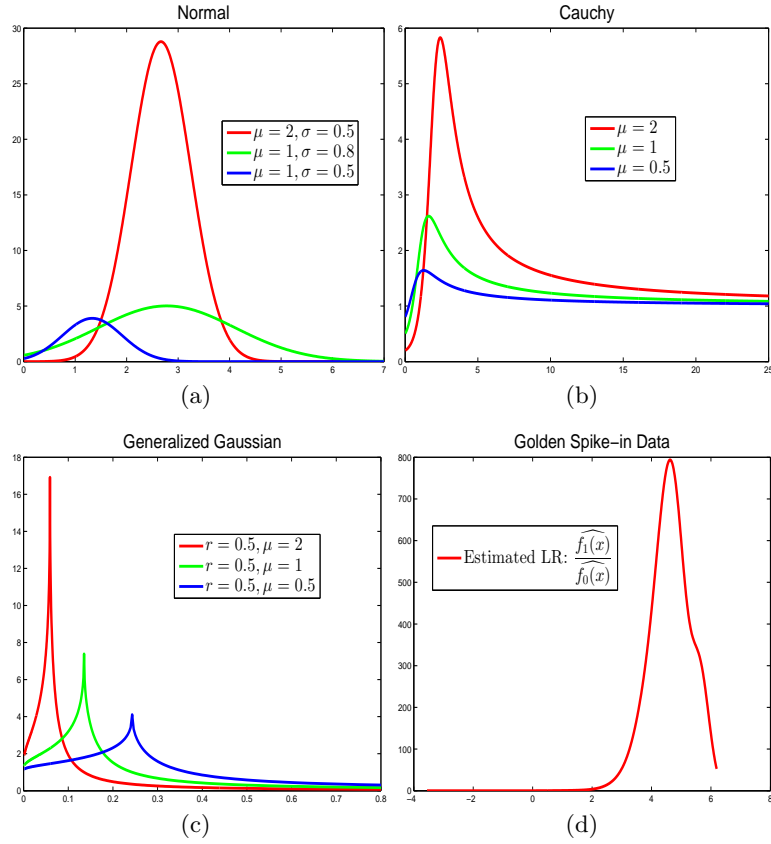 Normal
30
25
20
15
10
5
0
0 1 2 3 4 5 6 7
μ = 2, σ = 0.5
μ = 1, σ = 0.8
μ = 1, σ = 0.5
(a)
Cauchy
6
5
4
3
2
1
0
0 5 10 15 20 25
μ = 2
μ = 1
μ = 0.5
(b)
Generalized Gaussian
18
16
14
12
10
8
6
4
2
0
0 0.1 0.2 0.3 0.4 0.5 0.6 0.7 0.8
r = 0.5, μ = 2
r = 0.5, μ = 1
r = 0.5, μ = 0.5
(c)
Golden Spike−in Data
800
700
600
500
400
300
200
100
0
−4 −2 0 2 4 6 8
Estimated LR: \frac{\widehat{f_1(x)}}{\widehat{f_0(x)}}
(d)